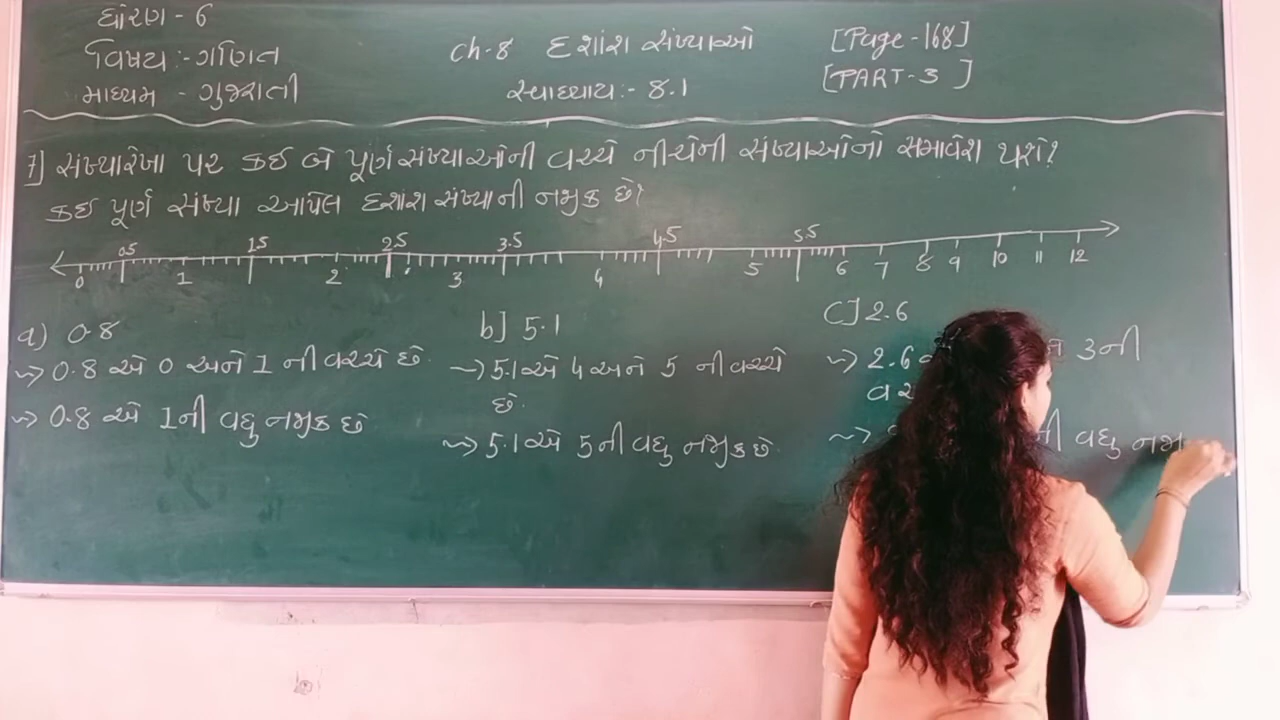 ધોરણ - 6
વિષય :- ગણિત
માધ્યમ - ગુજરાતી
ch-8 દશાંશ સંખ્યાઓ
સ્વાધ્યાય :- 8.1
[Page-168]
[PART-3]
7] સંખ્યારેખા પર કઈ બે પૂર્ણ સંખ્યાઓની વચ્ચે નીચેની સંખ્યાઓનો સમાવેશ થશે?
કઈ પૂર્ણ સંખ્યા આપેલ દશાંશ સંખ્યાની નજીક છે?
0.5 1.5 2.5 3.5 4.5 5.5
0 1 2 3 4 5 6 7 8 9 10 11 12
a) 0.8
~> 0.8 એ 0 અને 1 ની વચ્ચે છે.
~> 0.8 એ 1ની વધુ નજીક છે
b] 5.1
~> 5.1 એ 4 અને 5 ની વચ્ચે
છે.
~> 5.1 એ 5ની વધુ નજીક છે.
C] 2.6
~> 2.6 3ની
~> ની વધુ